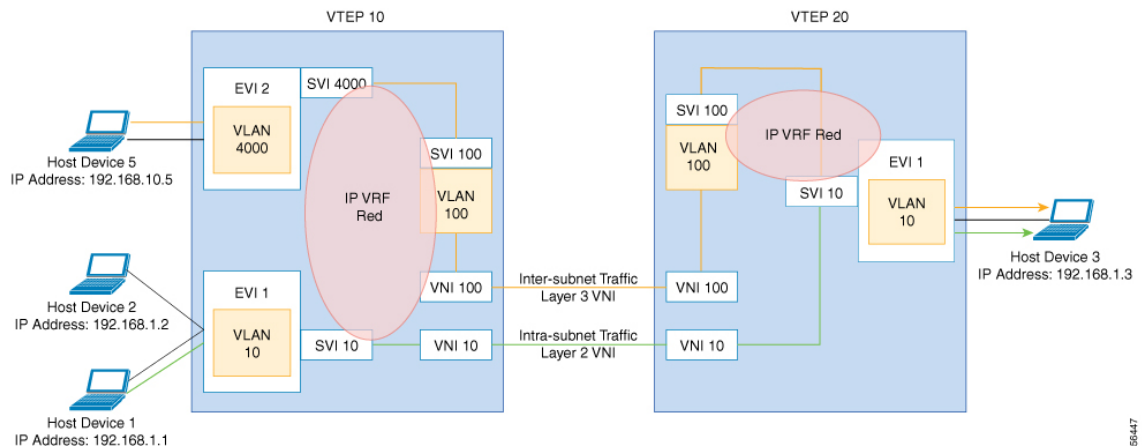 VTEP 10
VTEP 20
EVI 2
SVI 4000
VLAN
4000
Host Device 5
IP Address: 192.168.10.5
SVI 100
VLAN
100
IP VRF
Red
SVI 100
VLAN
100
IP VRF Red
EVI 1
SVI 10
VLAN
10
Host Device 3
IP Address: 192.168.1.3
Host Device 2
IP Address: 192.168.1.2
EVI 1
VLAN
10
SVI 10
VNI 100
Inter-subnet Traffic
Layer 3 VNI
VNI 100
VNI 10
Intra-subnet Traffic
Layer 2 VNI
VNI 10
Host Device 1
IP Address: 192.168.1.1